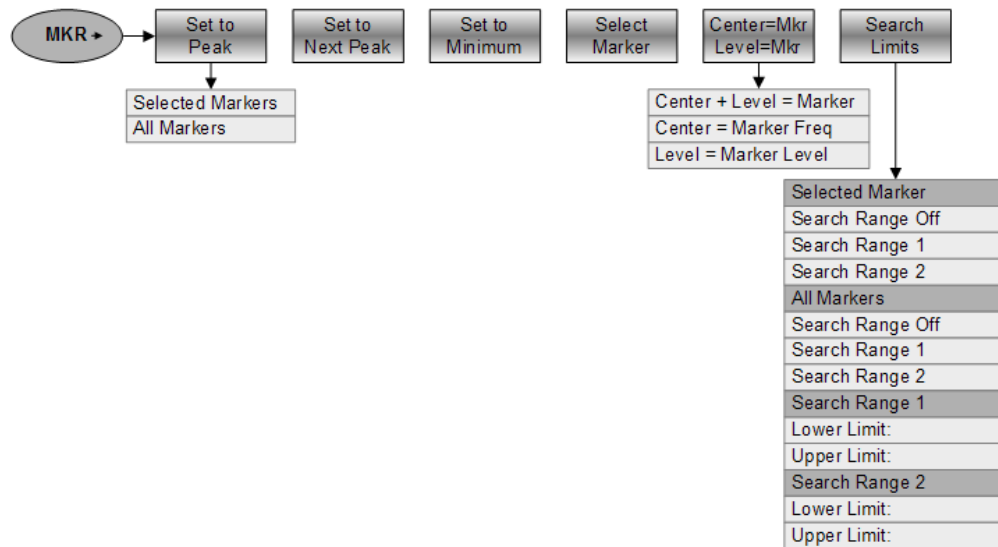 MKR
Set to
Peak
Set to
Next Peak
Set to
Minimum
Select
Marker
Center=Mkr
Level=Mkr
Search
Limits
Selected Markers
All Markers
Center + Level = Marker
Center = Marker Freq
Level = Marker Level
Selected Marker
Search Range Off
Search Range 1
Search Range 2
All Markers
Search Range Off
Search Range 1
Search Range 2
Search Range 1
Lower Limit:
Upper Limit:
Search Range 2
Lower Limit:
Upper Limit: